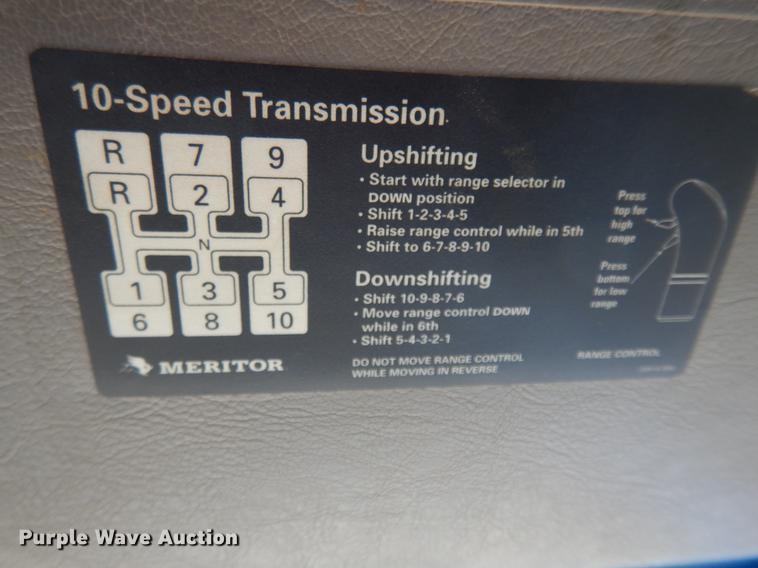 10-Speed Transmission.
R 7 9
R 2 4
N
1 3 5
6 8 10
MERITOR
Upshifting
• Start with range selector in
DOWN position
• Shift 1-2-3-4-5
• Raise range control while in 5th
• Shift to 6-7-8-9-10
Downshifting
• Shift 10-9-8-7-6
• Move range control DOWN
while in 6th
• Shift 5-4-3-2-1
DO NOT MOVE RANGE CONTROL
WHILE MOVING IN REVERSE
Press
top for
high
range
Press
bottom
for low
range
RANGE CONTROL
Purple Wave Auction